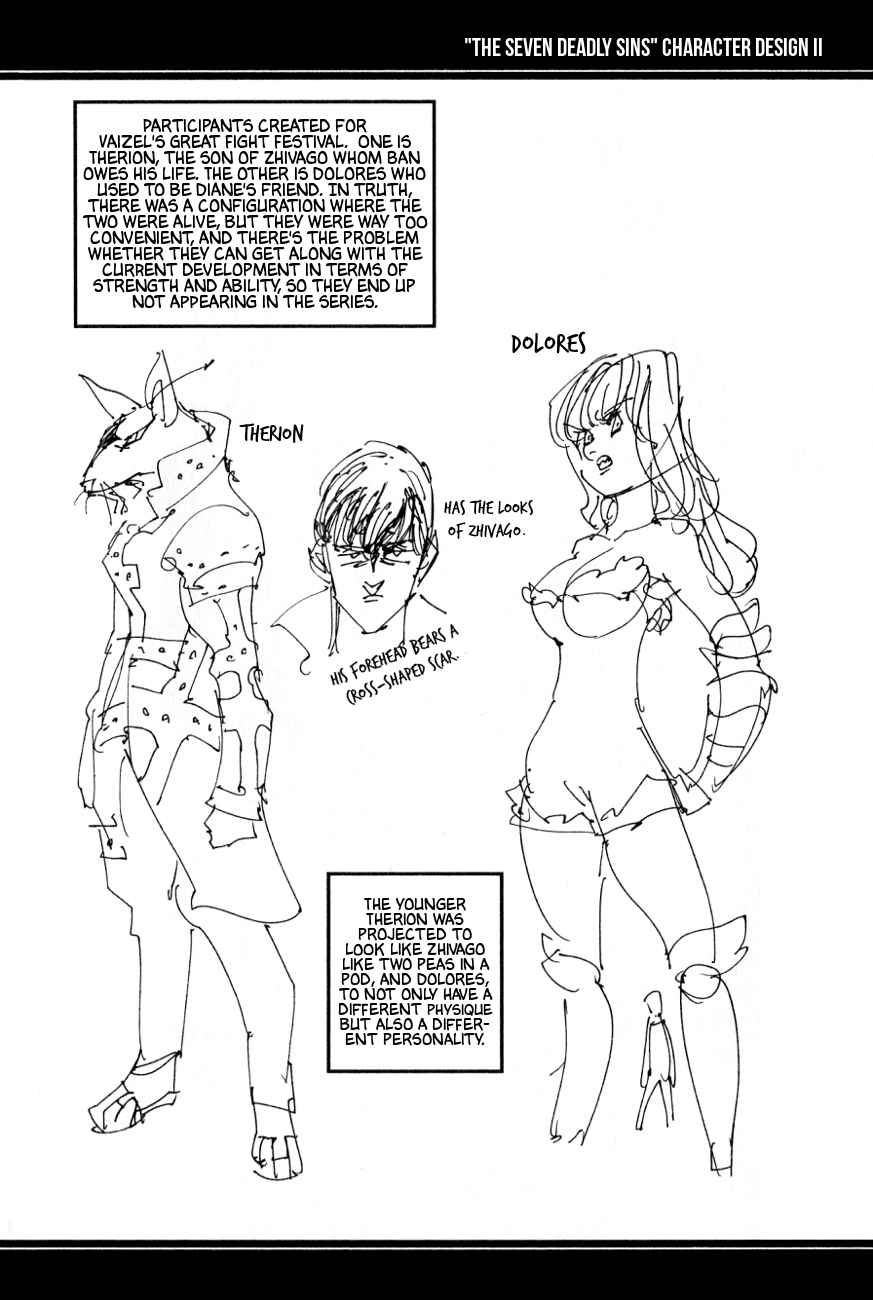 "THE SEVEN DEADLY SINS" CHARACTER DESIGN II
PARTICIPANTS CREATED FOR
VAIZEL'S GREAT FIGHT FESTIVAL. ONE IS
THERION, THE SON OF ZHIVAGO WHOM BAN
OWES HIS LIFE. THE OTHER IS DOLORES WHO
USED TO BE DIANE'S FRIEND. IN TRUTH,
THERE WAS A CONFIGURATION WHERE THE
TWO WERE ALIVE, BUT THEY WERE WAY TOO
CONVENIENT, AND THERE'S THE PROBLEM
WHETHER THEY CAN GET ALONG WITH THE
CURRENT DEVELOPMENT IN TERMS OF
STRENGTH AND ABILITY, SO THEY END UP
NOT APPEARING IN THE SERIES.
DOLORES
THERION
HAS THE LOOKS
OF ZHIVAGO.
HIS FOREHEAD BEARS A
CROSS-SHAPED SCAR.
THE YOUNGER
THERION WAS
PROJECTED TO
LOOK LIKE ZHIVAGO
LIKE TWO PEAS IN A
POD, AND DOLORES,
TO NOT ONLY HAVE A
DIFFERENT PHYSIQUE
BUT ALSO A DIFFER-
ENT PERSONALITY.